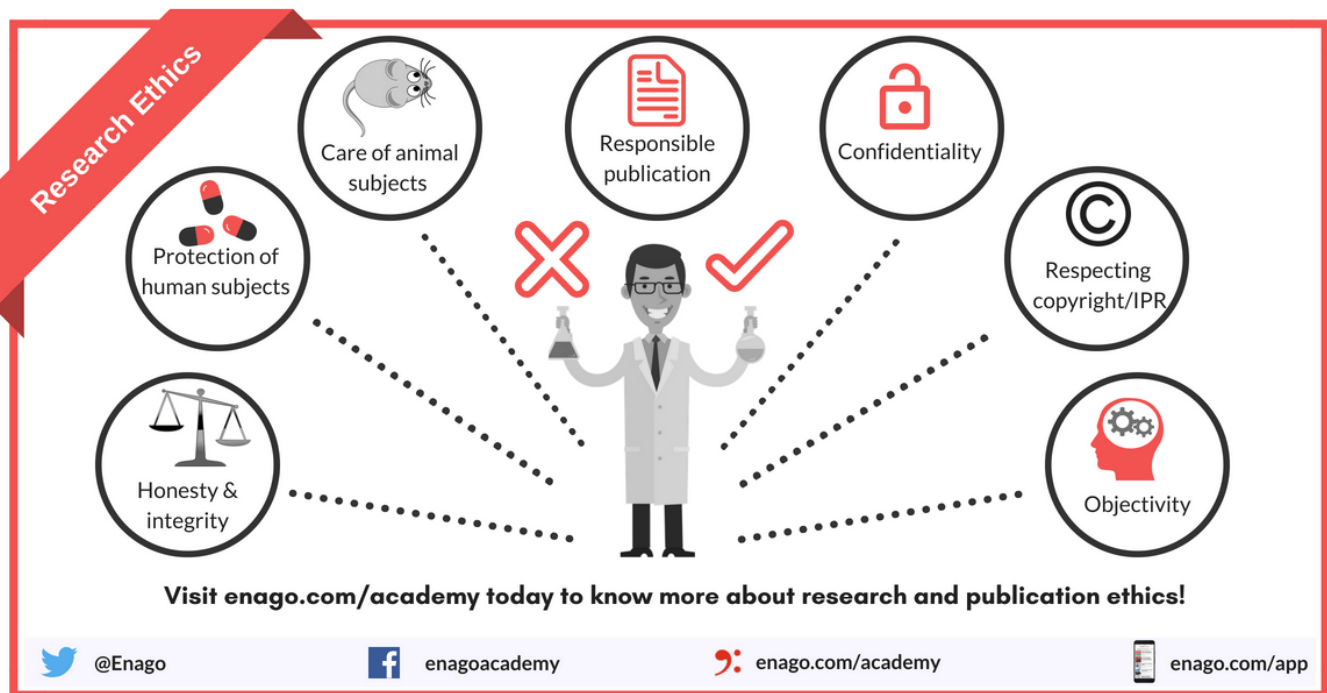 Research Ethics
Care of animal
subjects
Responsible
publication
Confidentiality
Protection of
human subjects
©
Respecting
copyright/IPR
Honesty &
integrity
Objectivity
Visit enago.com/academy today to know more about research and publication ethics!
@Enago
enagoacademy
enago.com/academy
enago.com/app